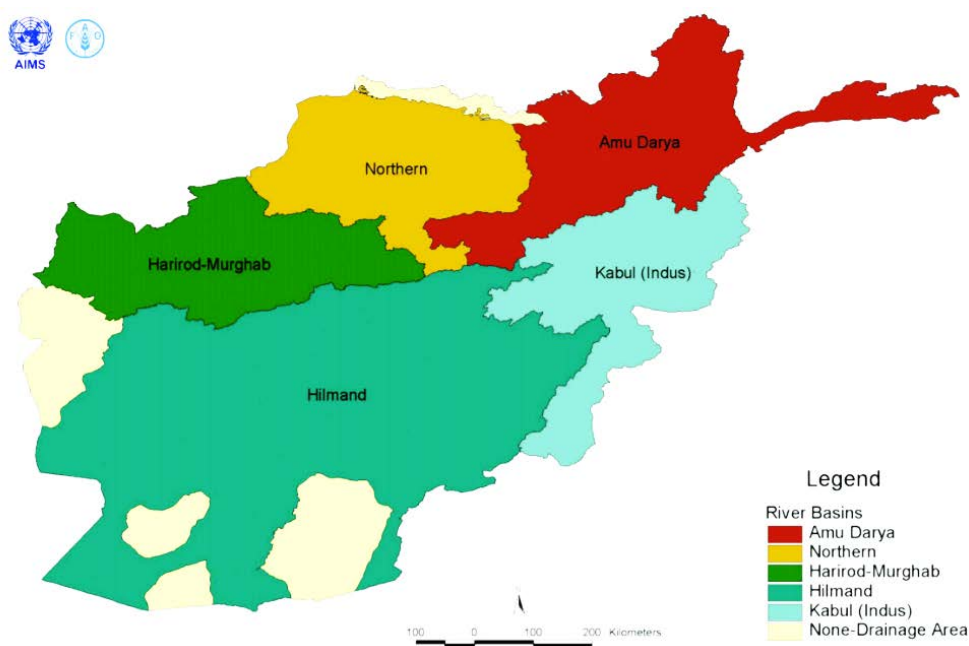 F A O
AIMS
Amu Darya
Northern
Harirod-Murghab
Kabul (Indus)
Hilmand
Legend
River Basins
Amu Darya
Northern
Harirod-Murghab
Hilmand
Kabul (Indus)
None-Drainage Area
100 0 100 200 Kilometers